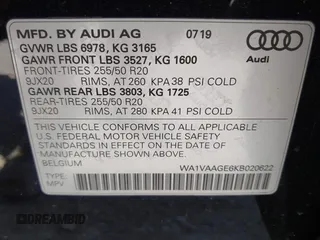 MFD. BY AUDI AG 07/19
GVWR LBS 6978, KG 3165
GAWR FRONT LBS 3527, KG 1600
FRONT-TIRES 255/50 R20
9JX20 RIMS, AT 260 KPA 38 PSI COLD
GAWR REAR LBS 3803, KG 1725
REAR-TIRES 255/50 R20
9JX20 RIMS, AT 280 KPA 41 PSI COLD
THIS VEHICLE CONFORMS TO ALL APPLICABLE
U.S. FEDERAL MOTOR VEHICLE SAFETY
STANDARDS IN EFFECT ON THE DATE OF
MANUFACTURE SHOWN ABOVE.
BELGIUM WA1VAAGE6KB020622
TYPE:
MPV
DREAMBID